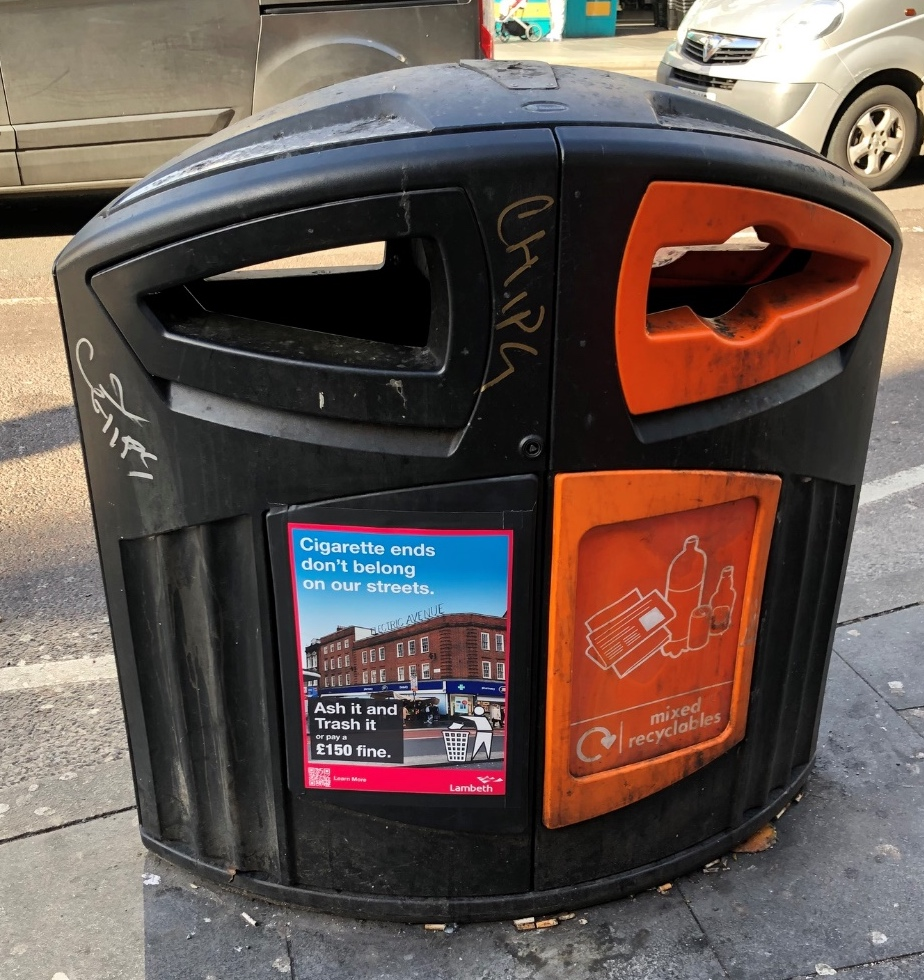 CHIPS
Cigarette ends
don't belong
on our streets.
ELECTRIC AVENUE
Ash it and
Trash it
or pay a
£150 fine.
Learn More
Lambeth
mixed
recyclables